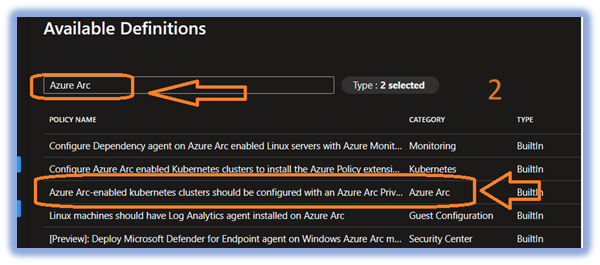 Available Definitions
Azure Arc
Type : 2 selected
2
POLICY NAME CATEGORY TYPE
Configure Dependency agent on Azure Arc enabled Linux servers with Azure Monit... Monitoring BuiltIn
Configure Azure Arc enabled Kubernetes clusters to install the Azure Policy extensi... Kubernetes BuiltIn
Azure Arc-enabled kubernetes clusters should be configured with an Azure Arc Priv... Azure Arc BuiltIn
Linux machines should have Log Analytics agent installed on Azure Arc Guest Configuration BuiltIn
[Preview]: Deploy Microsoft Defender for Endpoint agent on Windows Azure Arc m... Security Center BuiltIn